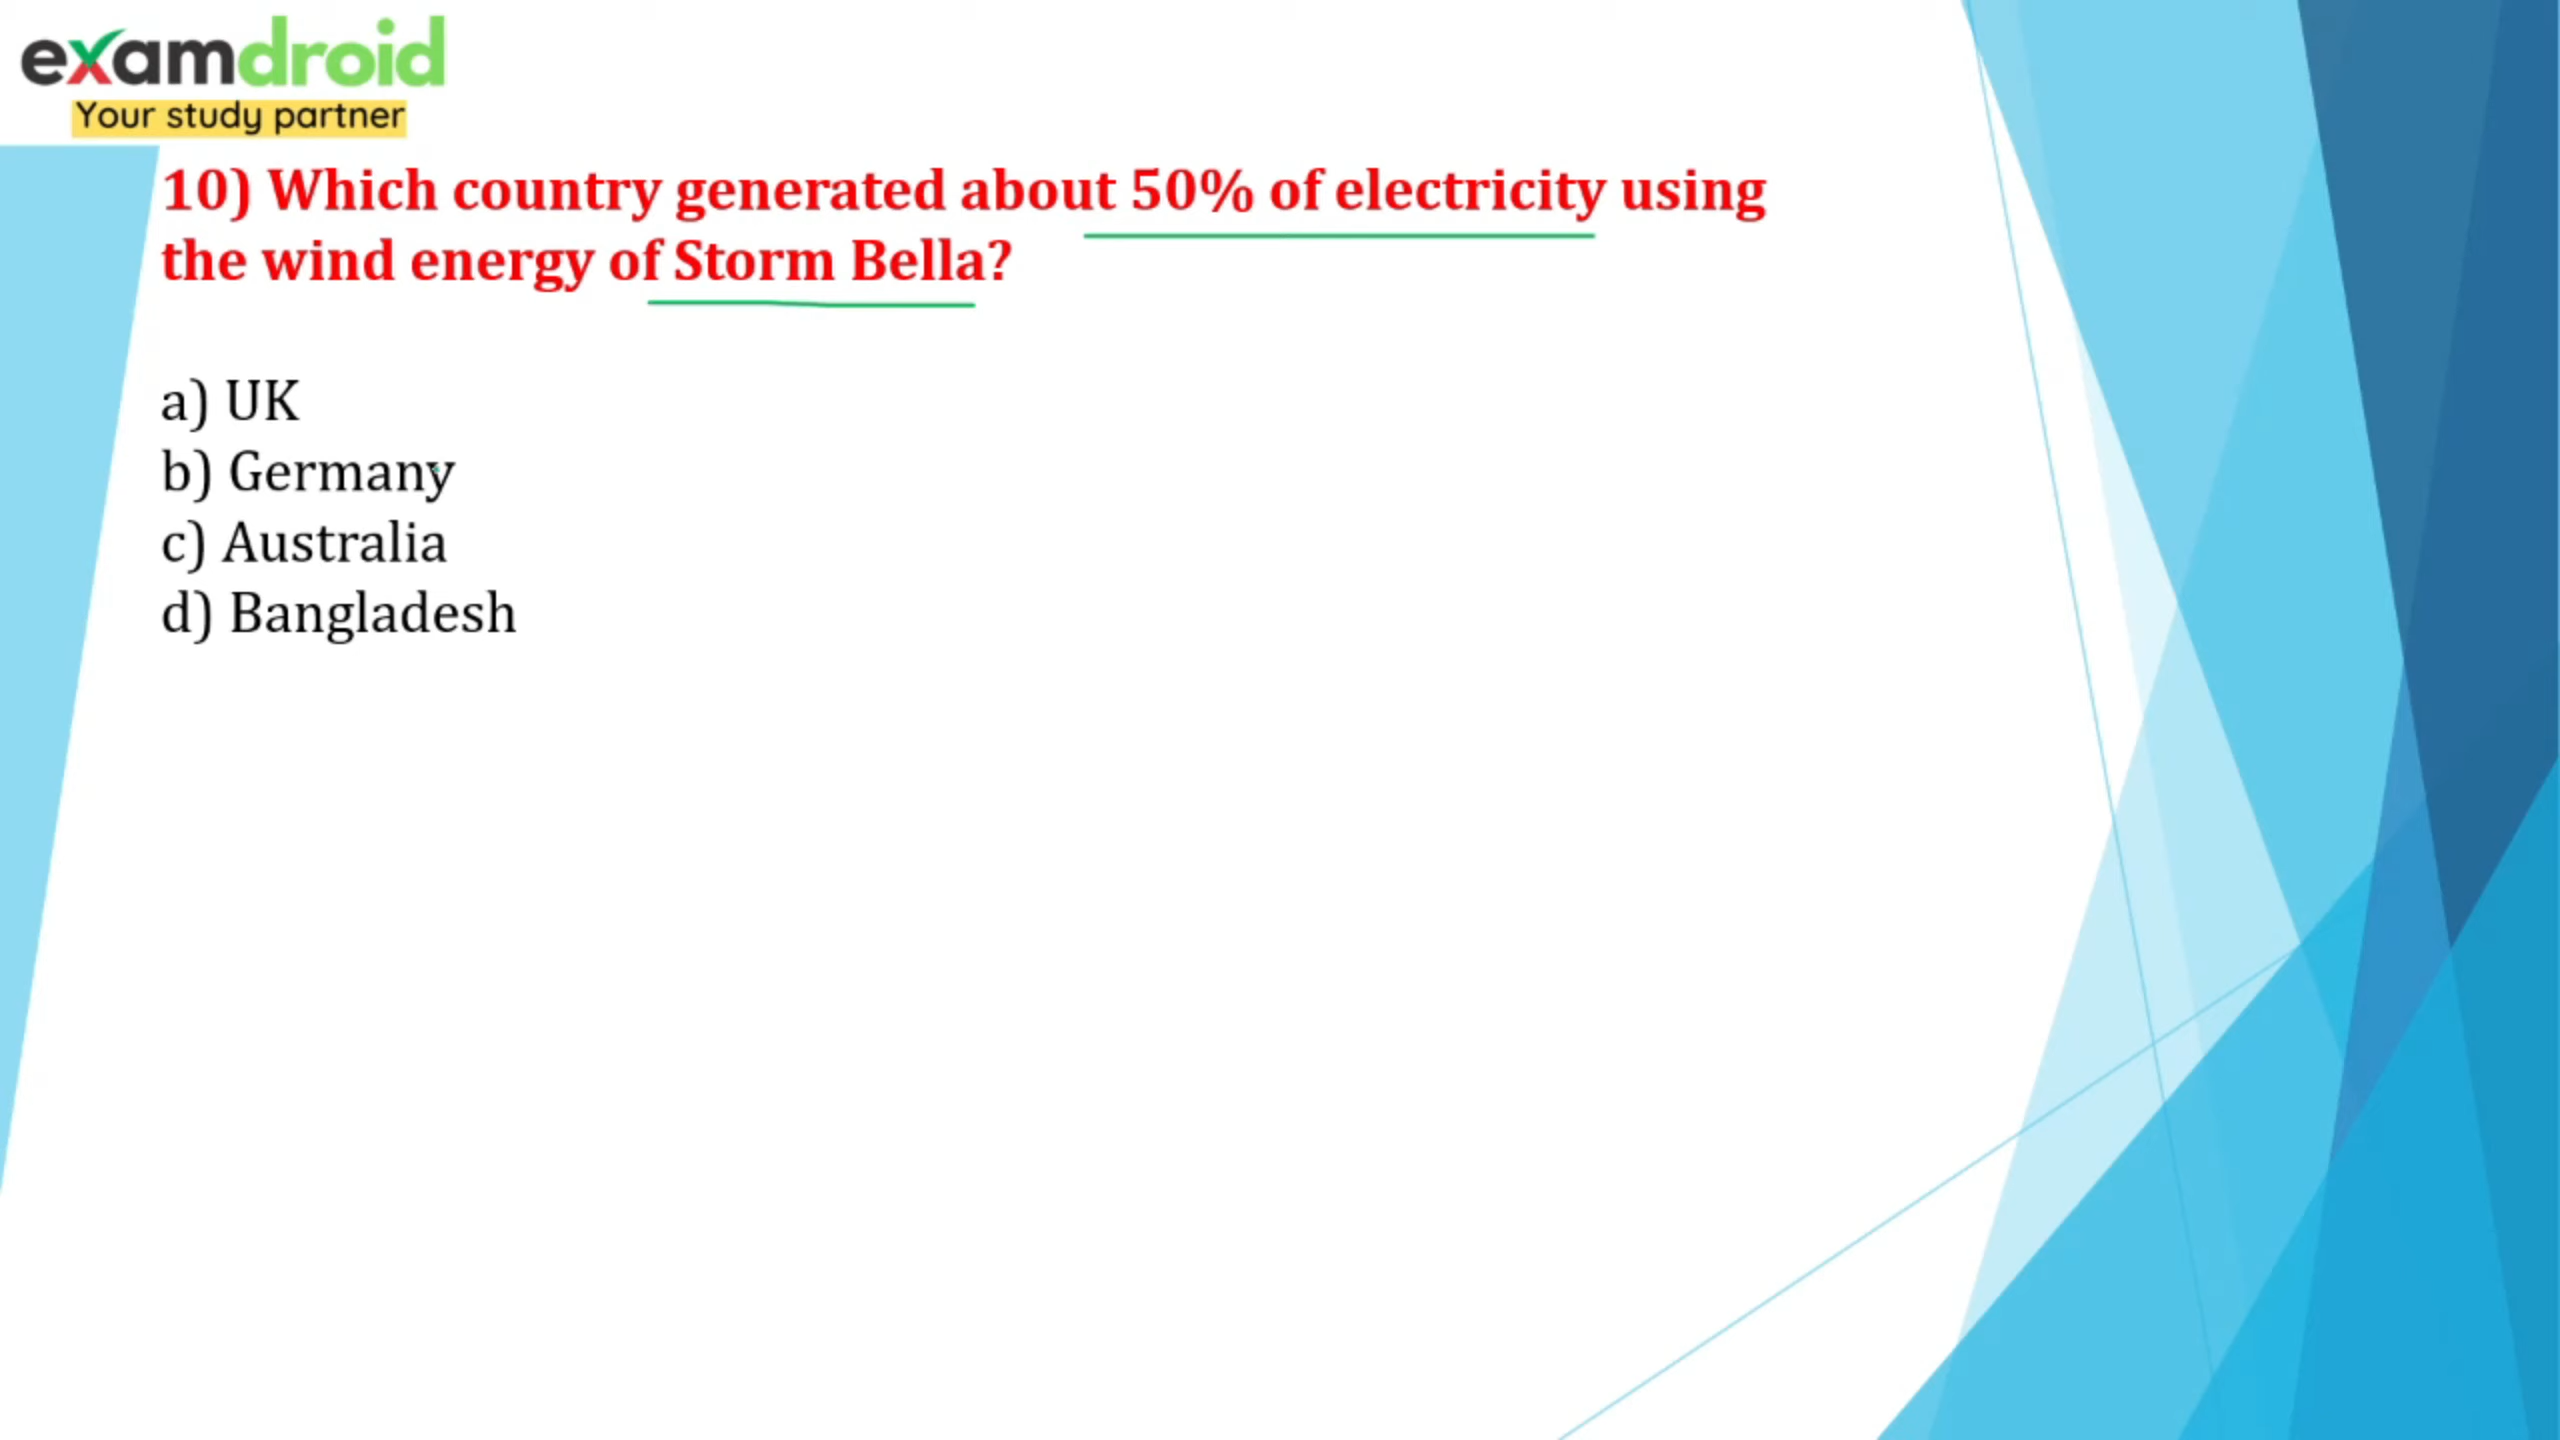 examdroid
Your study partner
10) Which country generated about 50% of electricity using
the wind energy of Storm Bella?
a) UK
b) Germany
c) Australia
d) Bangladesh